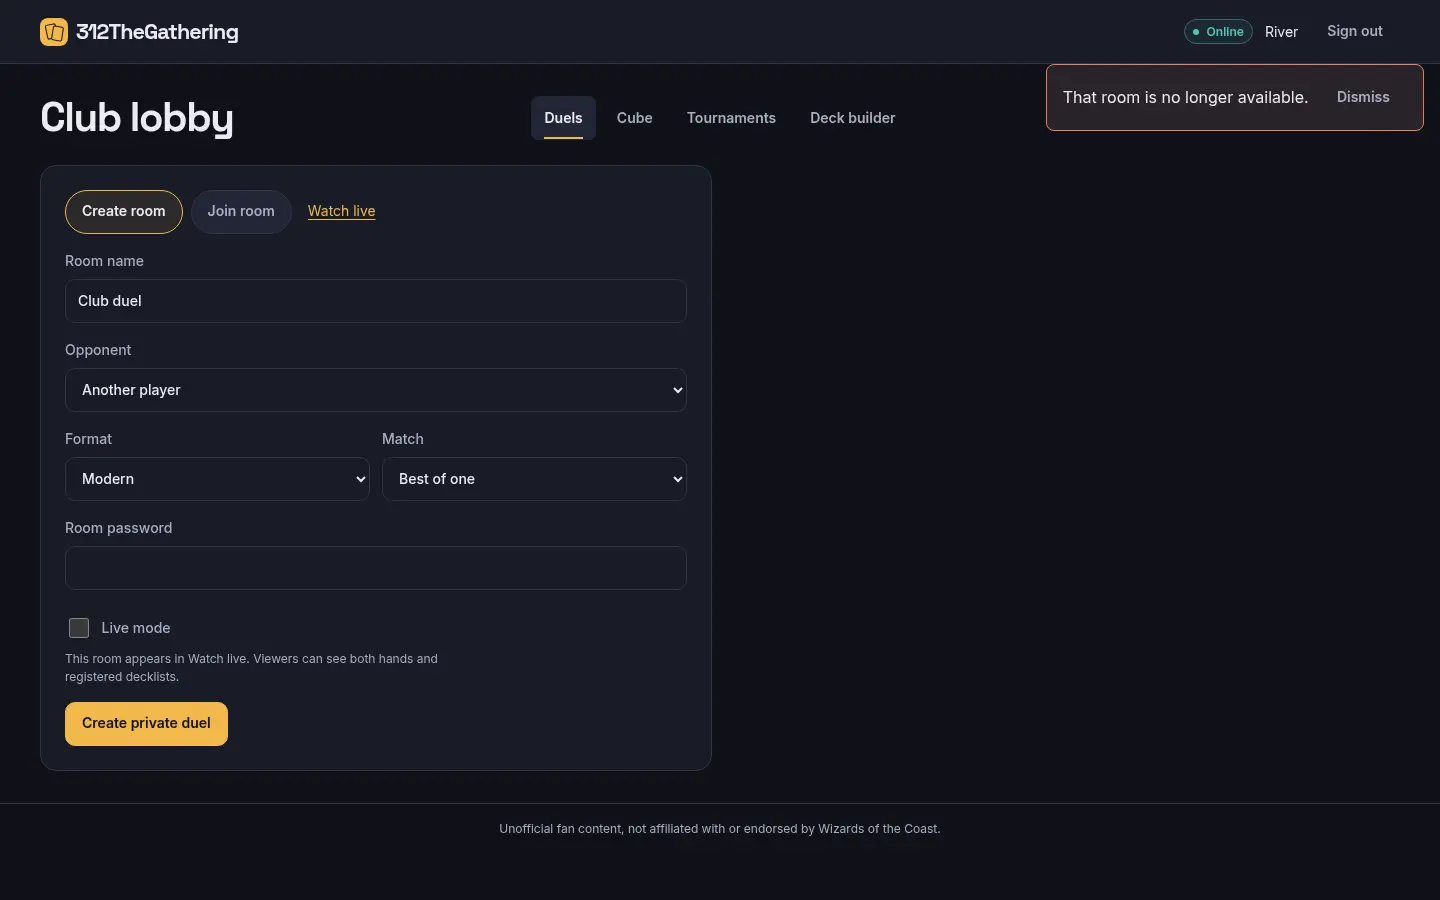 312TheGathering
Online
River
Sign out
That room is no longer available.
Dismiss
Club lobby
Duels
Cube
Tournaments
Deck builder
Create room
Join room
Watch live
Room name
Club duel
Opponent
Another player
Format
Match
Modern
Best of one
Room password
Live mode
This room appears in Watch live. Viewers can see both hands and
registered decklists.
Create private duel
Unofficial fan content, not affiliated with or endorsed by Wizards of the Coast.